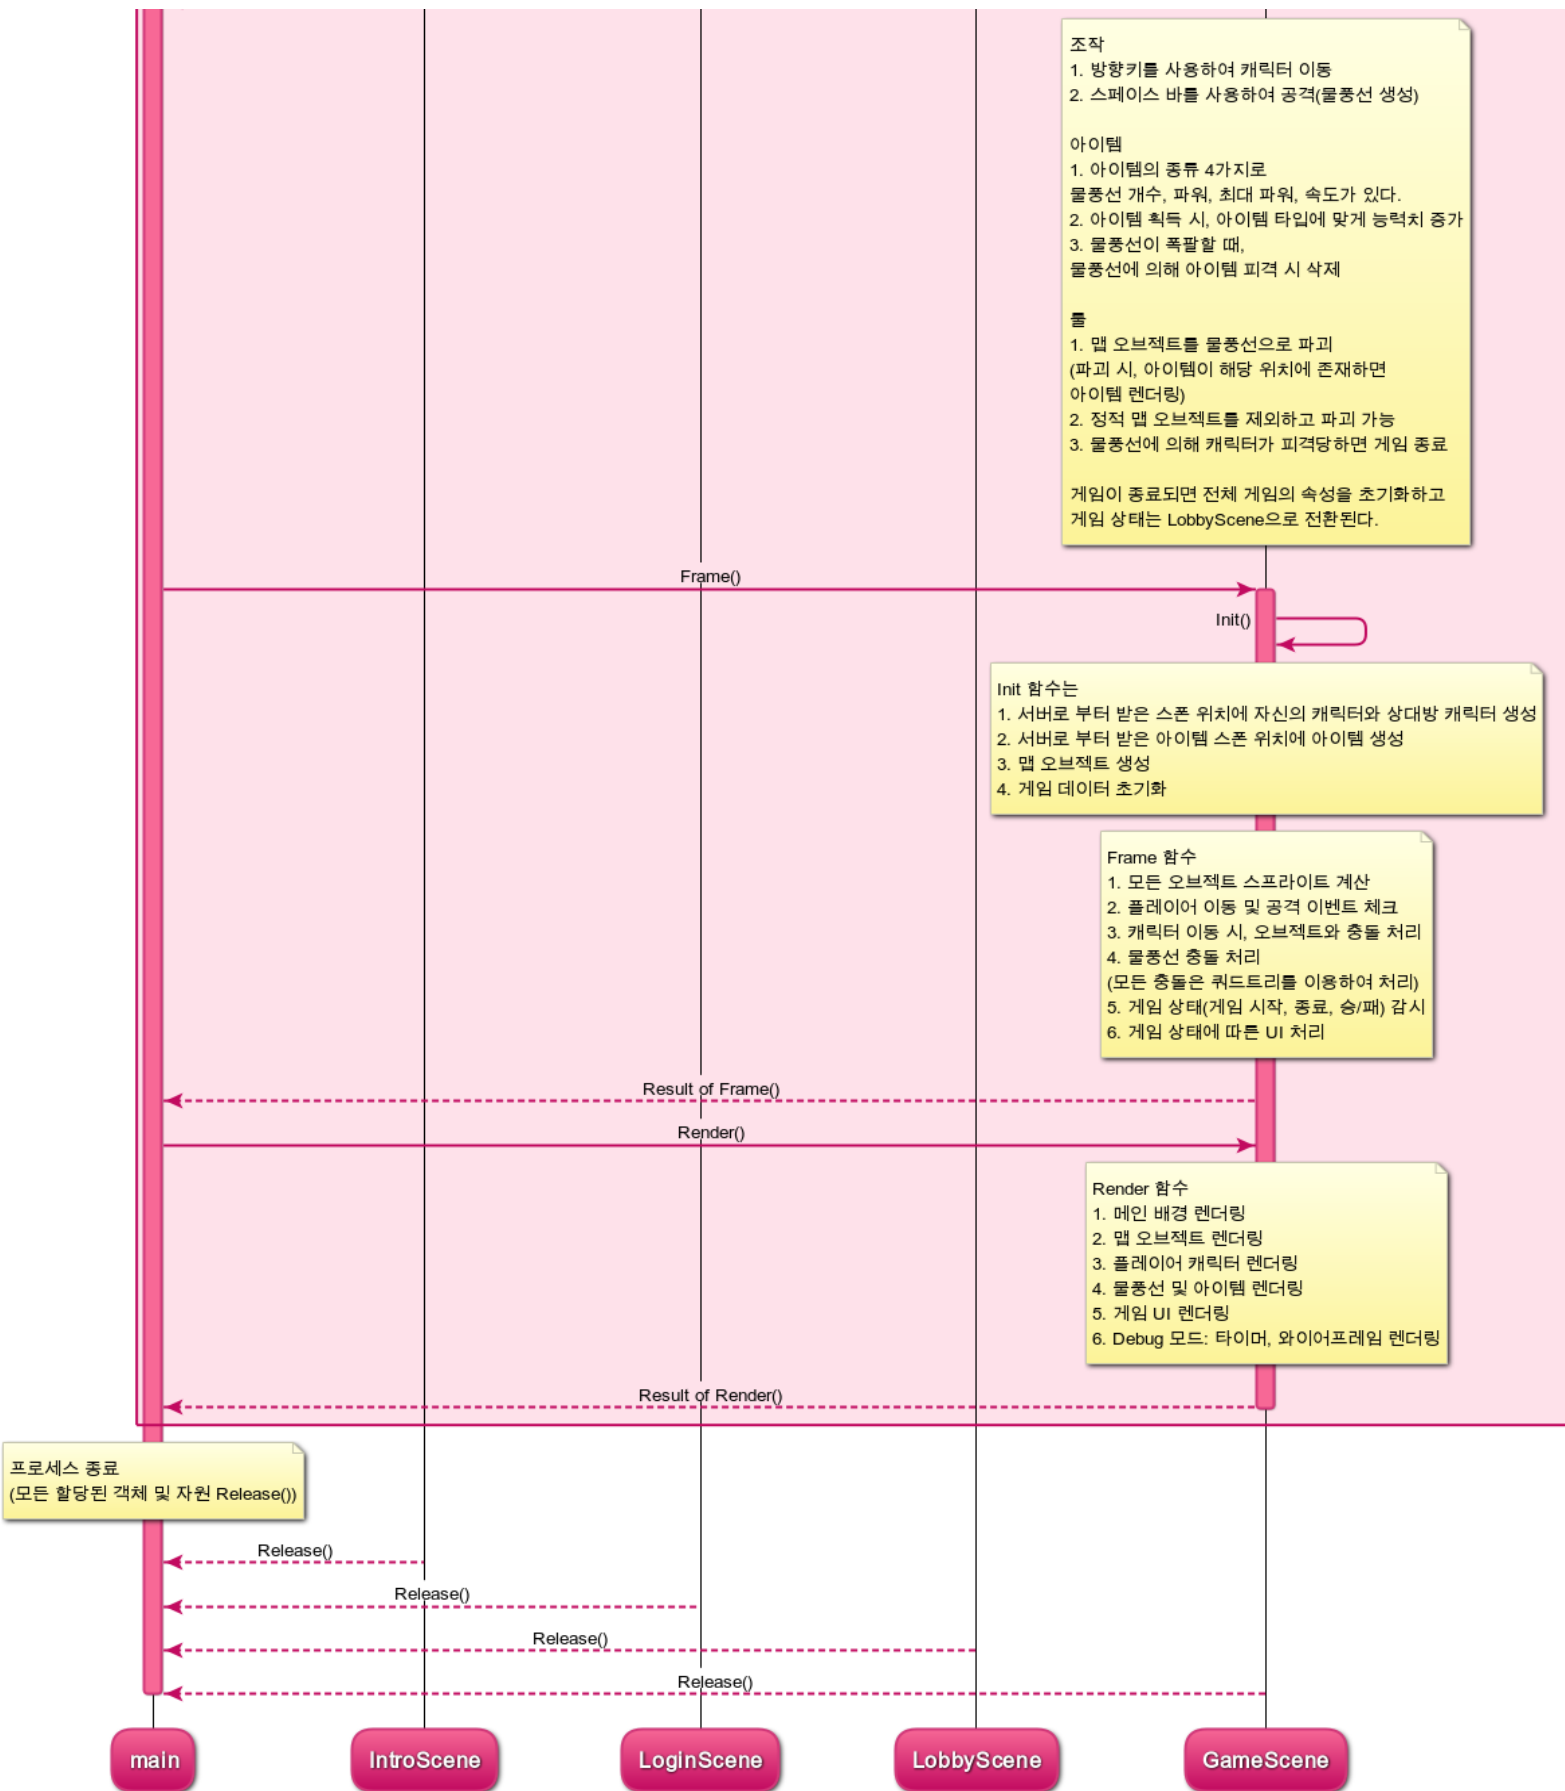 조작
1. 방향키를 사용하여 캐릭터 이동
2. 스페이스 바를 사용하여 공격(물풍선 생성)
아이템
1. 아이템의 종류 4가지로
물풍선 개수, 파워, 최대 파워, 속도가 있다.
2. 아이템 획득 시, 아이템 타입에 맞게 능력치 증가
3. 물풍선이 폭팔할 때,
물풍선에 의해 아이템 피격 시 삭제
룰
1. 맵 오브젝트를 물풍선으로 파괴
(파괴 시, 아이템이 해당 위치에 존재하면
아이템 렌더링)
2. 정적 맵 오브젝트를 제외하고 파괴 가능
3. 물풍선에 의해 캐릭터가 피격당하면 게임 종료
게임이 종료되면 전체 게임의 속성을 초기화하고
게임 상태는 LobbyScene으로 전환된다.
Frame()
Init()
Init 함수는
1. 서버로 부터 받은 스폰 위치에 자신의 캐릭터와 상대방 캐릭터 생성
2. 서버로 부터 받은 아이템 스폰 위치에 아이템 생성
3. 맵 오브젝트 생성
4. 게임 데이터 초기화
Frame 함수
1. 모든 오브젝트 스프라이트 계산
2. 플레이어 이동 및 공격 이벤트 체크
3. 캐릭터 이동 시, 오브젝트와 충돌 처리
4. 물풍선 충돌 처리
(모든 충돌은 쿼드트리를 이용하여 처리)
5. 게임 상태(게임 시작, 종료, 승/패) 감시
6. 게임 상태에 따른 UI 처리
Result of Frame()
Render()
Render 함수
1. 메인 배경 렌더링
2. 맵 오브젝트 렌더링
3. 플레이어 캐릭터 렌더링
4. 물풍선 및 아이템 렌더링
5. 게임 UI 렌더링
6. Debug 모드: 타이머, 와이어프레임 렌더링
Result of Render()
프로세스 종료
(모든 할당된 객체 및 자원 Release())
Release()
Release()
Release()
Release()
main
IntroScene
LoginScene
LobbyScene
GameScene